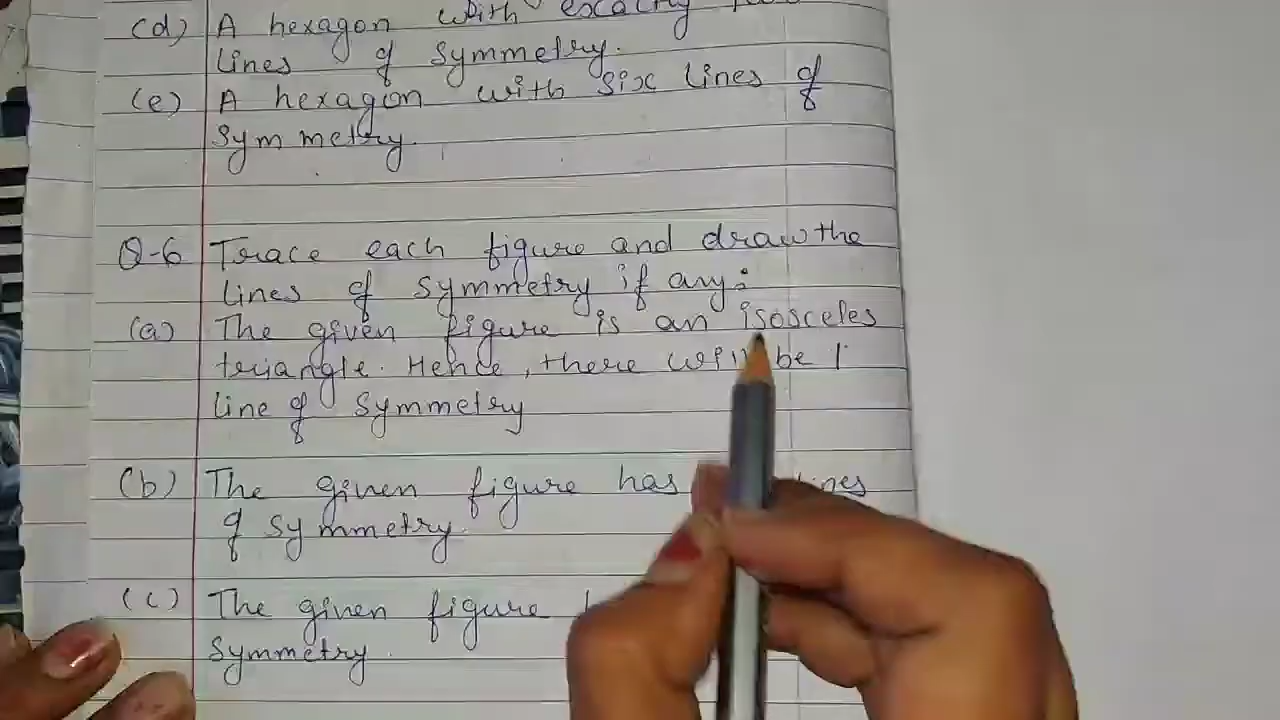 (d) A hexagon with
lines of symmetry.
(e) A hexagon with six lines of
symmetry.
Q-6 Trace each figure and draw the
lines of symmetry if any:
(a) The given figure is an isosceles
triangle. Hence, there will be 1
line of symmetry
(b) The given figure has lines
of symmetry.
(c) The given figure
symmetry.